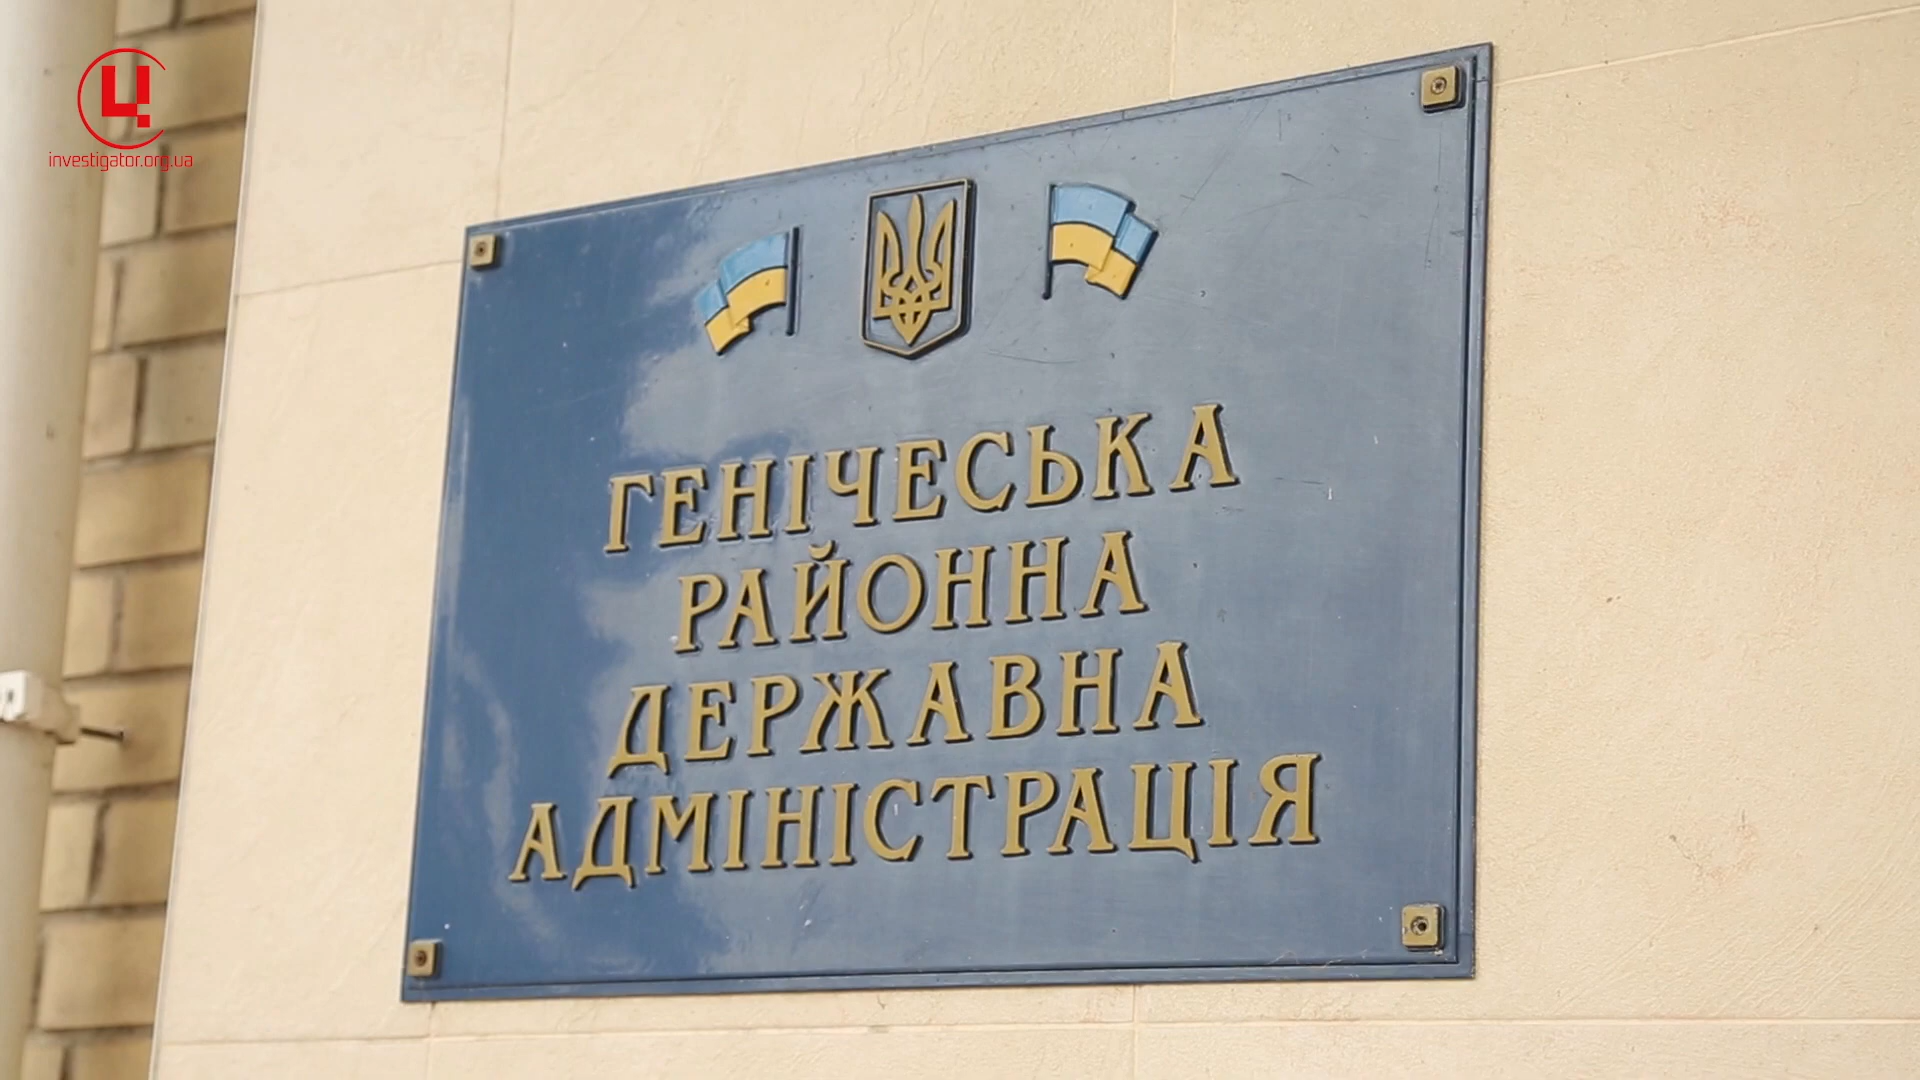 Ц
investigator.org.ua
ГЕНІЧЕСЬКА
РАЙОННА
ДЕРЖАВНА
АДМІНІСТРАЦІЯ